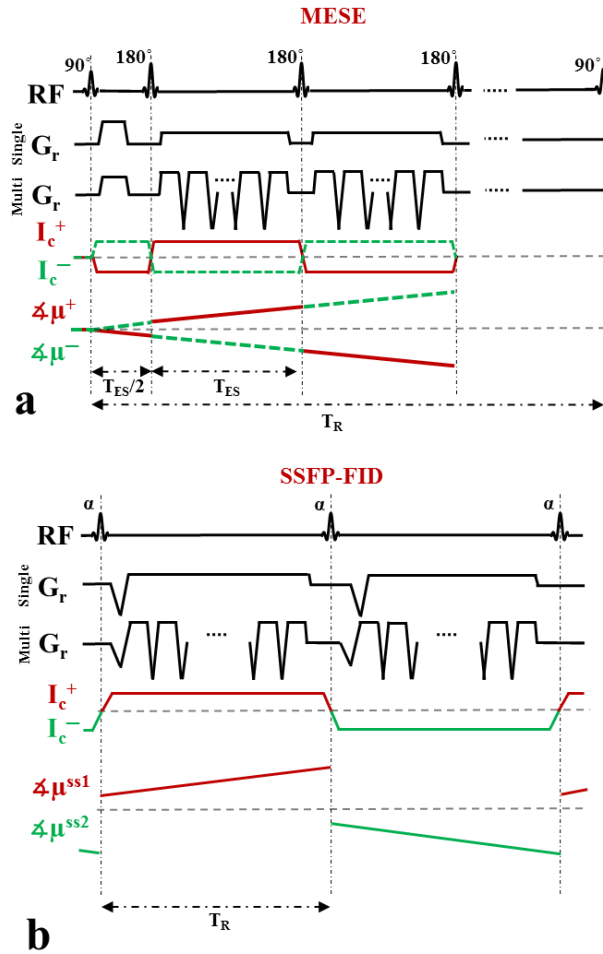 MESE
90° 180° 180° 180° 90°
RF
Single Gr
Multi Gr
Ic+
Ic−
∡μ+
∡μ−
TES/2 TES
TR
a
SSFP-FID
α α α
RF
Single Gr
Multi Gr
Ic+
Ic−
∡μss1
∡μss2
TR
b